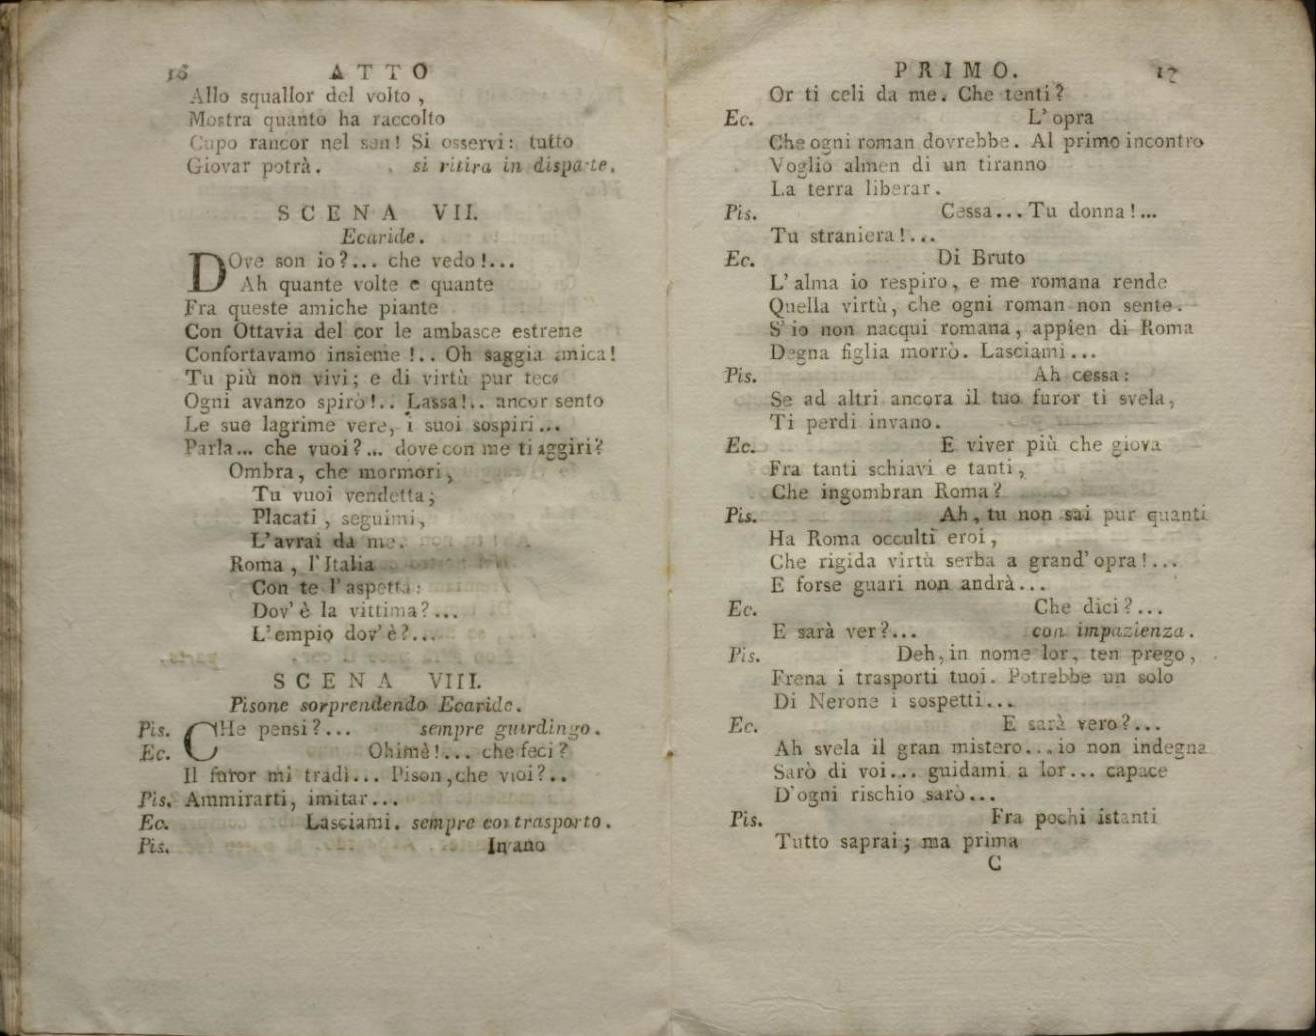 16 ATTO
Allo squallor del volto,
Mostra quanto ha raccolto
Cupo rancor nel sen! Si osservi: tutto
Giovar potrà. si ritira in disparte.
SCENA VII.
Ecaride.
DOve son io?... che vedo!...
Ah quante volte e quante
Fra queste amiche piante
Con Ottavia del cor le ambasce estreme
Confortavamo insieme!.. Oh saggia amica!
Tu più non vivi; e di virtù pur teco
Ogni avanzo spirò!.. Lassa!.. ancor sento
Le sue lagrime vere, i suoi sospiri...
Parla... che vuoi?... dove con me ti aggiri?
Ombra, che mormori,
Tu vuoi vendetta;
Placati, seguimi,
L'avrai da me.
Roma, l'Italia
Con te l'aspetta:
Dov'è la vittima?...
L'empio dov'è?...
SCENA VIII.
Pisone sorprendendo Ecaride.
Pis. CHe pensi?... sempre guardingo.
Ec. Ohimè!... che feci?
Il furor mi tradì... Pison, che vuoi?..
Pis. Ammirarti, imitar...
Ec. Lasciami. sempre con trasporto.
Pis. Invano
PRIMO. 17
Or ti celi da me. Che tenti?
Ec. L'opra
Che ogni roman dovrebbe. Al primo incontro
Voglio almen di un tiranno
La terra liberar.
Pis. Cessa... Tu donna!...
Tu straniera!...
Ec. Di Bruto
L'alma io respiro, e me romana rende
Quella virtù, che ogni roman non sente.
S'io non nacqui romana, appien di Roma
Degna figlia morrò. Lasciami...
Pis. Ah cessa:
Se ad altri ancora il tuo furor ti svela,
Ti perdi invano.
Ec. E viver più che giova
Fra tanti schiavi e tanti,
Che ingombran Roma?
Pis. Ah, tu non sai pur quanti
Ha Roma occulti eroi,
Che rigida virtù serba a grand'opra!...
E forse guari non andrà...
Ec. Che dici?...
E sarà ver?... con impazienza.
Pis. Deh, in nome lor, ten prego,
Frena i trasporti tuoi. Potrebbe un solo
Di Nerone i sospetti...
Ec. E sarà vero?...
Ah svela il gran mistero... io non indegna
Sarò di voi... guidami a lor... capace
D'ogni rischio sarò...
Pis. Fra pochi istanti
Tutto saprai; ma prima
C